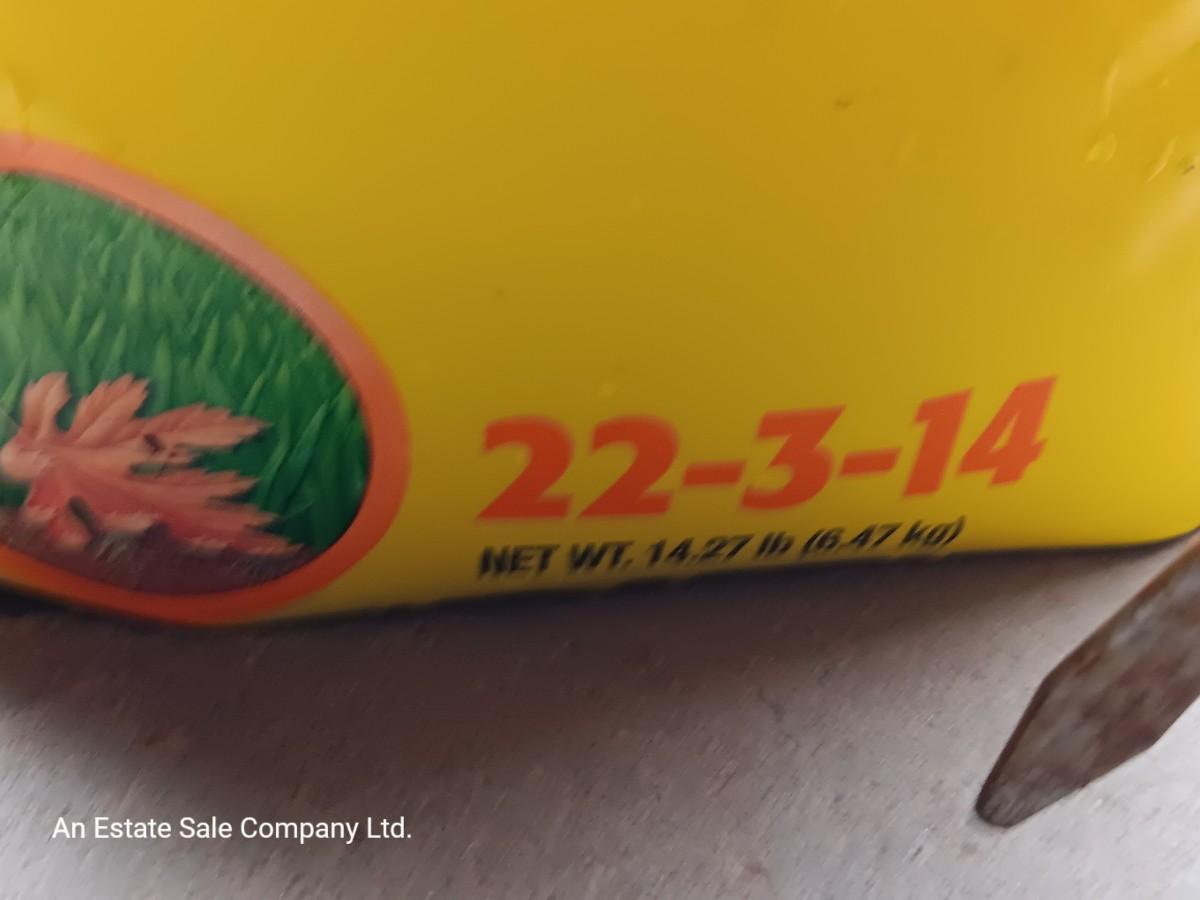 22-3-14
NET WT. 14.27 lb (6.47 kg)
An Estate Sale Company Ltd.